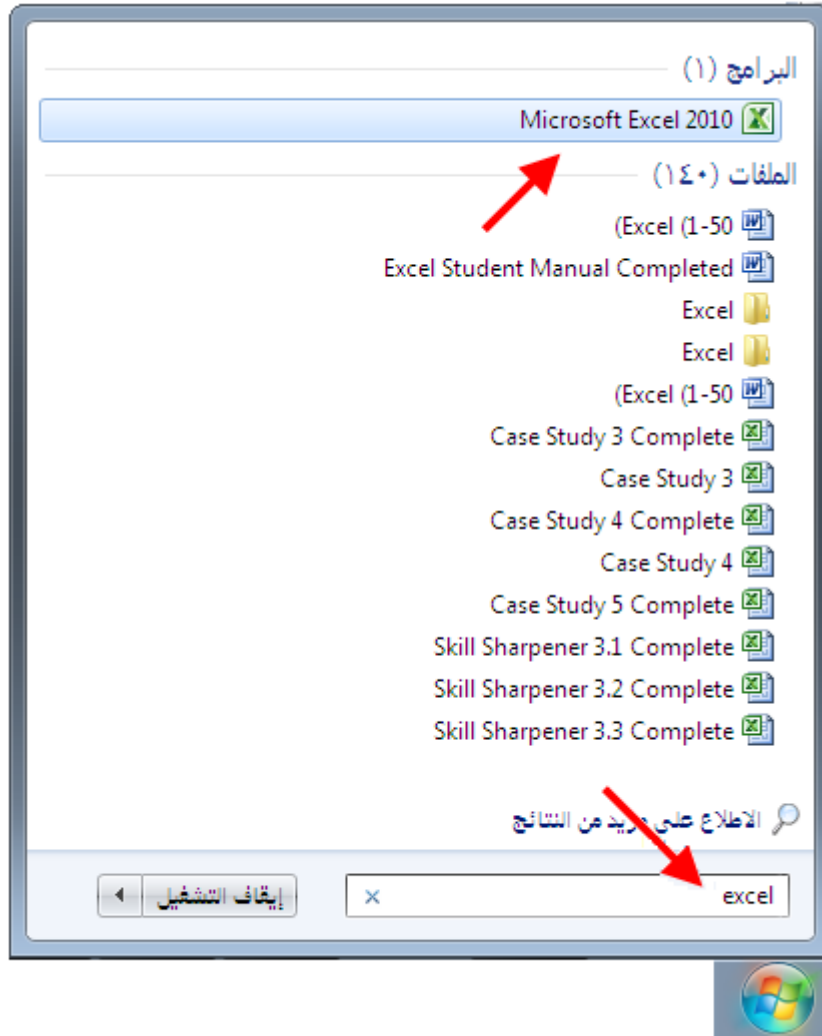 البرامج (١)
Microsoft Excel 2010
الملفات (١٤٠)
(Excel (1-50
Excel Student Manual Completed
Excel
Excel
(Excel (1-50
Case Study 3 Complete
Case Study 3
Case Study 4 Complete
Case Study 4
Case Study 5 Complete
Skill Sharpener 3.1 Complete
Skill Sharpener 3.2 Complete
Skill Sharpener 3.3 Complete
الاطلاع على مزيد من النتائج
excel × إيقاف التشغيل